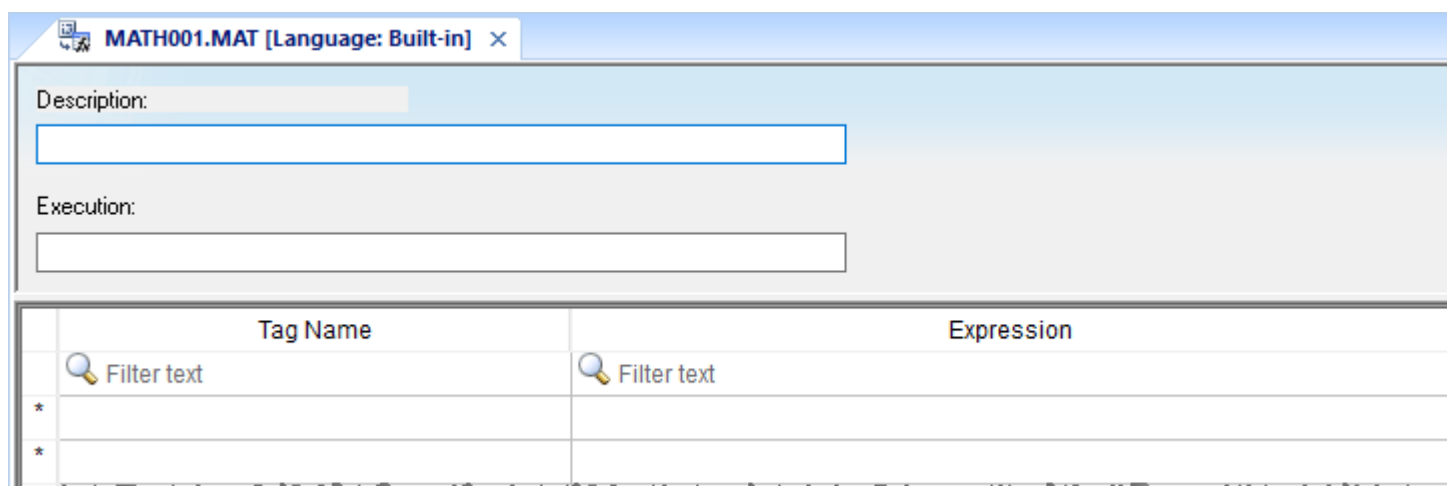 MATH001.MAT [Language: Built-in]
Description:
Execution:
Tag Name Expression
Filter text Filter text
*
*